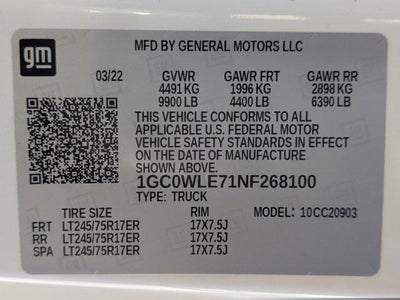 gm
MFD BY GENERAL MOTORS LLC
03/22 GVWR GAWR FRT GAWR RR
4491 KG 1996 KG 2898 KG
9900 LB 4400 LB 6390 LB
THIS VEHICLE CONFORMS TO ALL
APPLICABLE U.S. FEDERAL MOTOR
VEHICLE SAFETY STANDARDS IN EFFECT
ON THE DATE OF MANUFACTURE
SHOWN ABOVE.
1GC0WLE71NF268100
TYPE: TRUCK
TIRE SIZE RIM MODEL: 10CC20903
FRT LT245/75R17ER 17X7.5J
RR LT245/75R17ER 17X7.5J
SPA LT245/75R17ER 17X7.5J